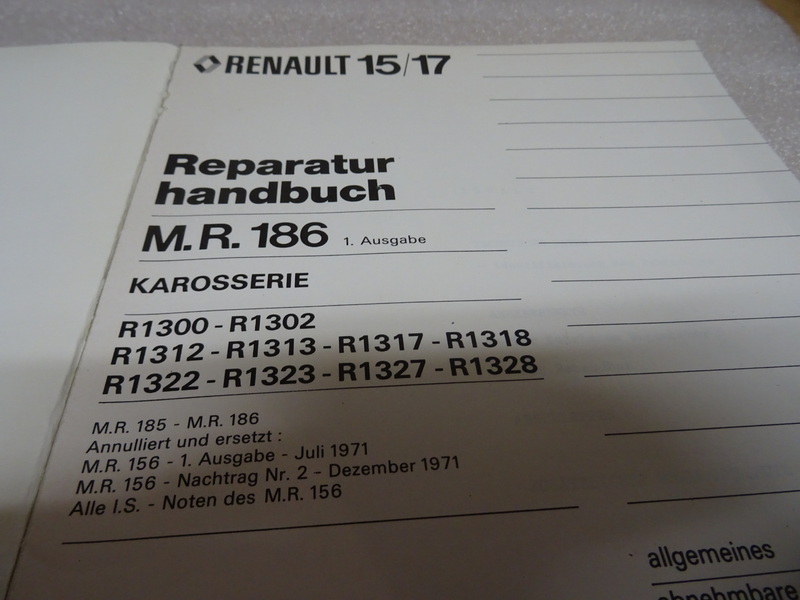 RENAULT 15/17
Reparatur
handbuch
M.R. 186 1. Ausgabe
KAROSSERIE
R1300 - R1302
R1312 - R1313 - R1317 - R1318
R1322 - R1323 - R1327 - R1328
M.R. 185 - M.R. 186
Annulliert und ersetzt :
M.R. 156 - 1. Ausgabe - Juli 1971
M.R. 156 - Nachtrag Nr. 2 - Dezember 1971
Alle I.S. - Noten des M.R. 156
allgemeines
abnehmbare